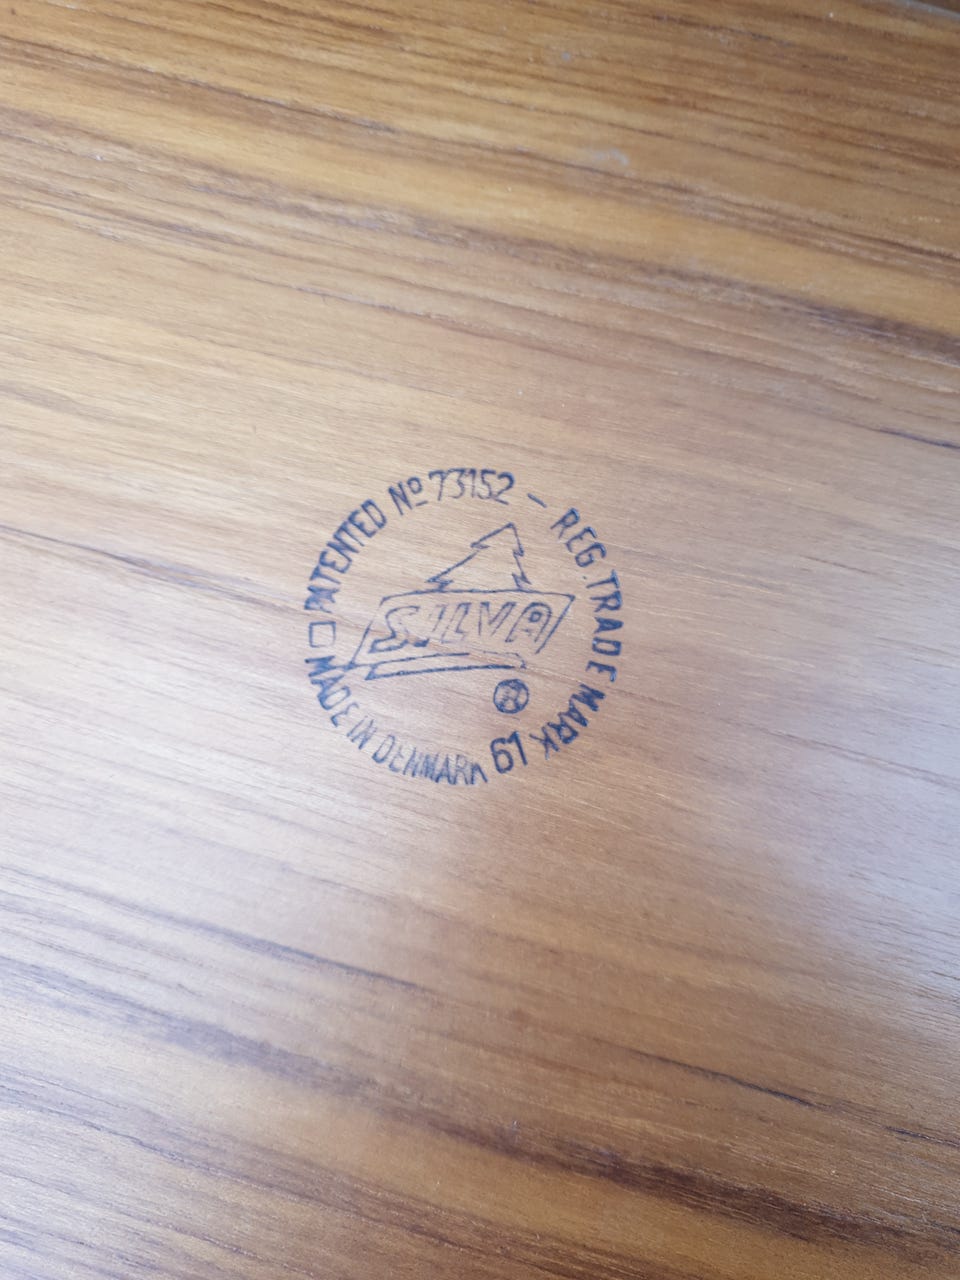 PATENTED Nº 73152 - REG. TRADE MARK 61 MADE IN DENMARK
SILVA
R